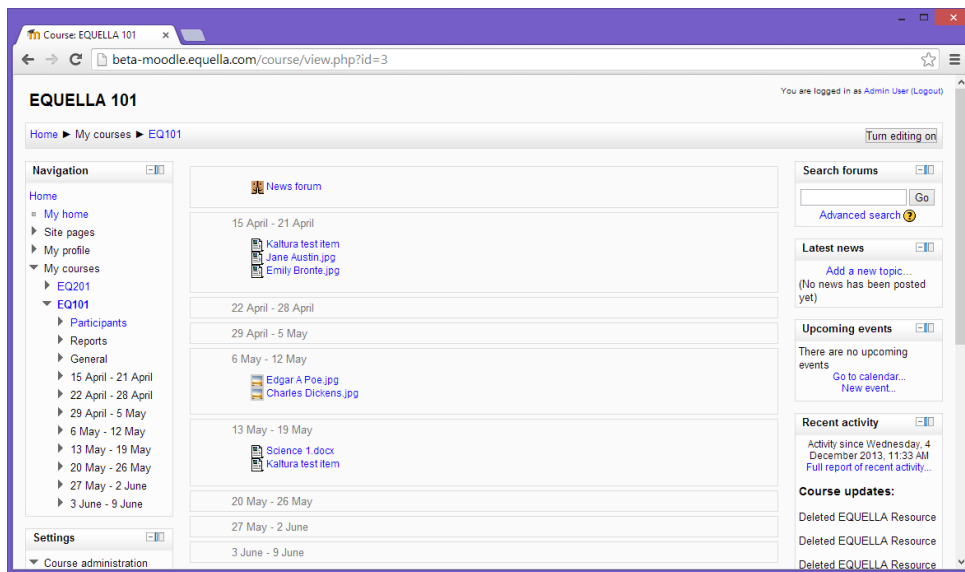 Course: EQUELLA 101
beta-moodle.equella.com/course/view.php?id=3
EQUELLA 101
You are logged in as Admin User (Logout)
Home ► My courses ► EQ101
Turn editing on
Navigation
Home
My home
Site pages
My profile
My courses
EQ201
EQ101
Participants
Reports
General
15 April - 21 April
22 April - 28 April
29 April - 5 May
6 May - 12 May
13 May - 19 May
20 May - 26 May
27 May - 2 June
3 June - 9 June
Settings
Course administration
News forum
15 April - 21 April
Kaltura test item
Jane Austin.jpg
Emily Bronte.jpg
22 April - 28 April
29 April - 5 May
6 May - 12 May
Edgar A Poe.jpg
Charles Dickens.jpg
13 May - 19 May
Science 1.docx
Kaltura test item
20 May - 26 May
27 May - 2 June
3 June - 9 June
Search forums
Go
Advanced search ?
Latest news
Add a new topic...
(No news has been posted
yet)
Upcoming events
There are no upcoming
events
Go to calendar...
New event...
Recent activity
Activity since Wednesday, 4
December 2013, 11:33 AM
Full report of recent activity...
Course updates:
Deleted EQUELLA Resource
Deleted EQUELLA Resource
Deleted EQUELLA Resource